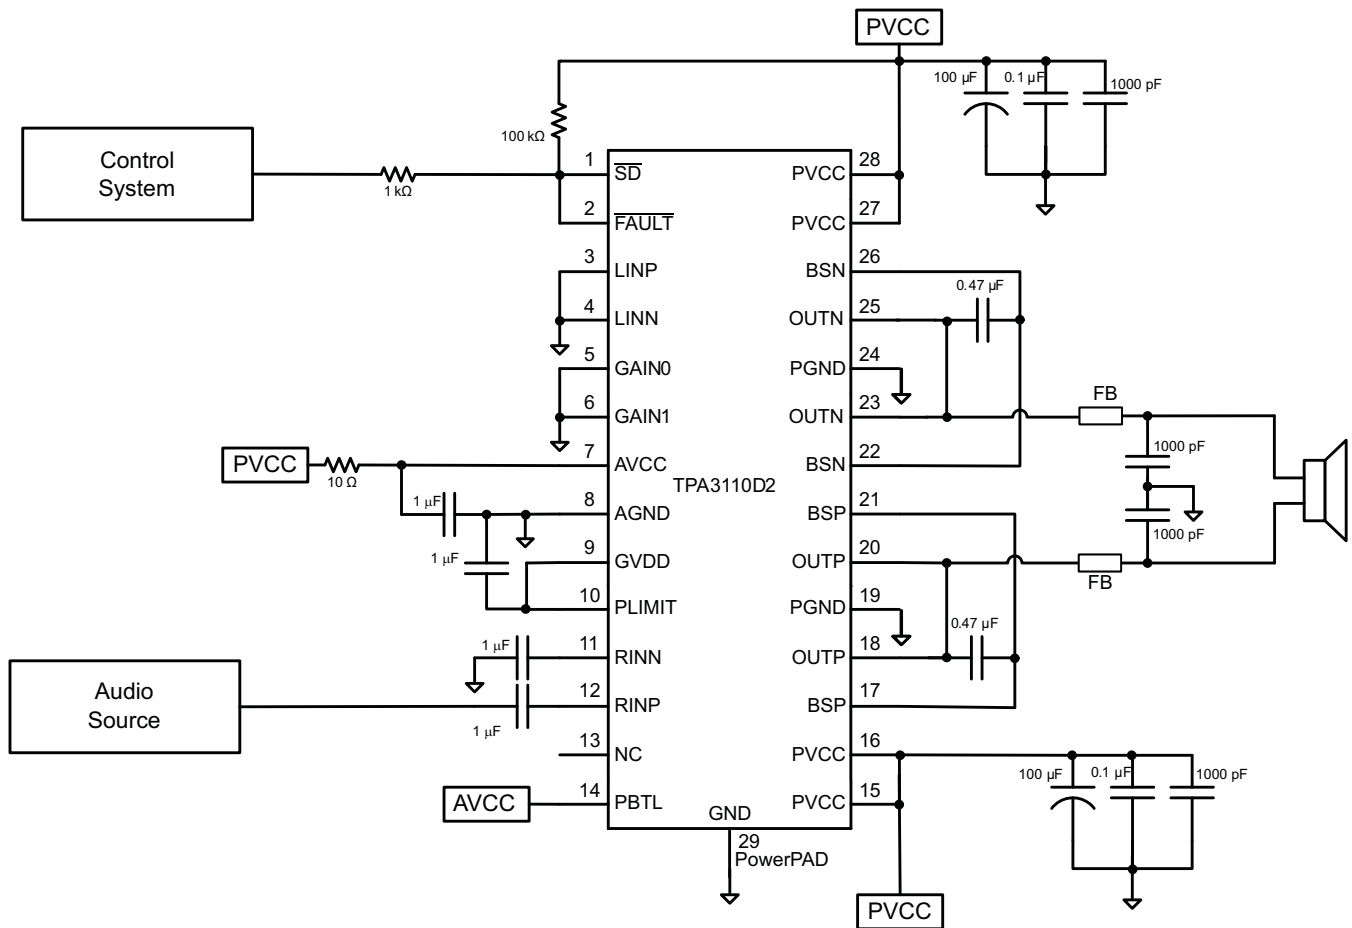 PVCC
100 µF
0.1 µF
1000 pF
100 kΩ
Control
System
1 kΩ
1
SD
28
PVCC
2
FAULT
27
PVCC
3
LINP
26
BSN
0.47 µF
4
LINN
25
OUTN
5
GAIN0
24
PGND
6
GAIN1
23
OUTN
FB
1000 pF
PVCC
10 Ω
7
AVCC
22
BSN
TPA3110D2
1 µF
8
AGND
21
BSP
1000 pF
1 µF
9
GVDD
20
OUTP
FB
10
PLIMIT
19
PGND
0.47 µF
1 µF
11
RINN
18
OUTP
Audio
Source
1 µF
12
RINP
17
BSP
13
NC
16
PVCC
100 µF
0.1 µF
1000 pF
AVCC
14
PBTL
15
PVCC
GND
29
PowerPAD
PVCC